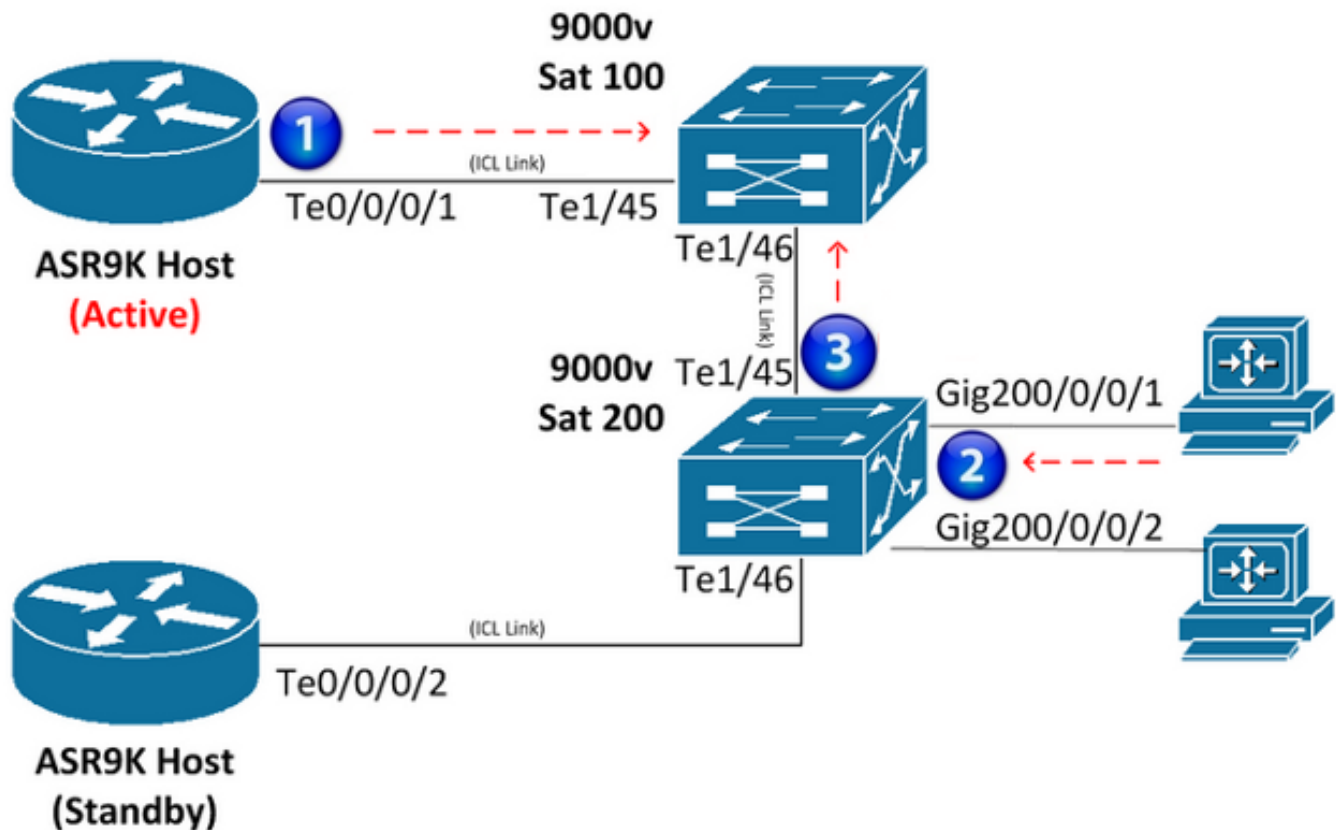 9000v
Sat 100
1
(ICL Link)
Te0/0/0/1
Te1/45
ASR9K Host
(Active)
Te1/46
(ICL Link)
3
9000v
Sat 200
Te1/45
Gig200/0/0/1
2
Gig200/0/0/2
Te1/46
(ICL Link)
Te0/0/0/2
ASR9K Host
(Standby)